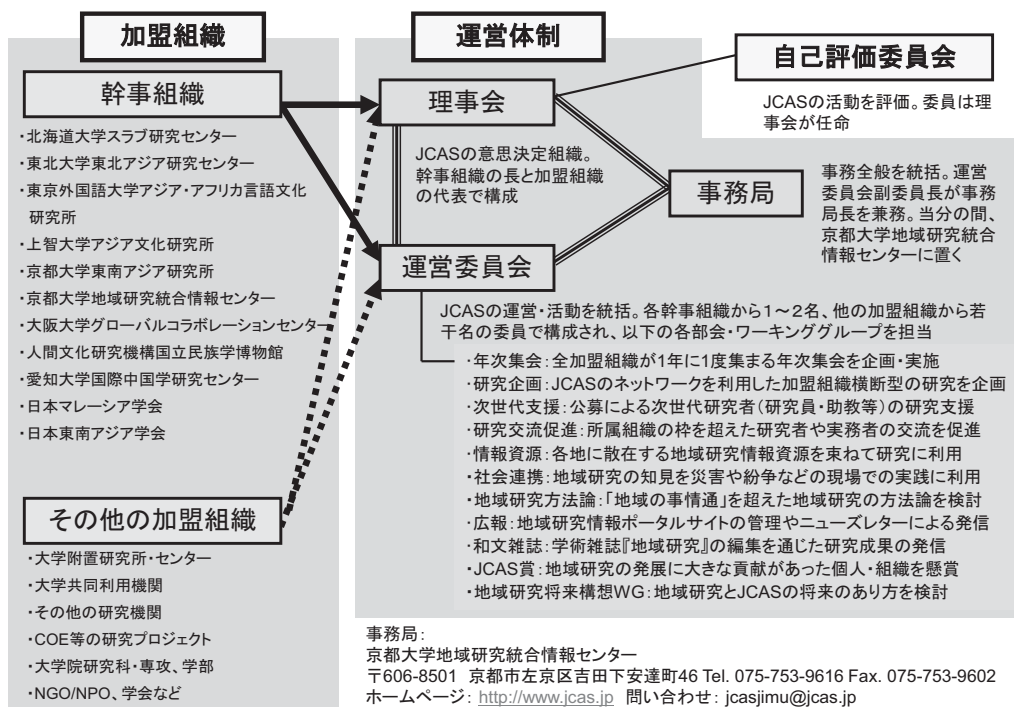 加盟組織
幹事組織
・北海道大学スラブ研究センター
・東北大学東北アジア研究センター
・東京外国語大学アジア・アフリカ言語文化
研究所
・上智大学アジア文化研究所
・京都大学東南アジア研究所
・京都大学地域研究統合情報センター
・大阪大学グローバルコラボレーションセンター
・人間文化研究機構国立民族学博物館
・愛知大学国際中国学研究センター
・日本マレーシア学会
・日本東南アジア学会
その他の加盟組織
・大学附置研究所・センター
・大学共同利用機関
・その他の研究機関
・COE等の研究プロジェクト
・大学院研究科・専攻、学部
・NGO/NPO、学会など
運営体制
理事会
JCASの意思決定組織。
幹事組織の長と加盟組織
の代表で構成
自己評価委員会
JCASの活動を評価。委員は理
事会が任命
事務局
事務全般を統括。運営
委員会副委員長が事務
局長を兼務。当分の間、
京都大学地域研究統合
情報センターに置く
運営委員会
JCASの運営・活動を統括。各幹事組織から1～2名、他の加盟組織から若
干名の委員で構成され、以下の各部会・ワーキンググループを担当
・年次集会：全加盟組織が1年に1度集まる年次集会を企画・実施
・研究企画：JCASのネットワークを利用した加盟組織横断型の研究を企画
・次世代支援：公募による次世代研究者（研究員・助教等）の研究支援
・研究交流促進：所属組織の枠を超えた研究者や実務者の交流を促進
・情報資源：各地に散在する地域研究情報資源を束ねて研究に利用
・社会連携：地域研究の知見を災害や紛争などの現場での実践に利用
・地域研究方法論：「地域の事情通」を超えた地域研究の方法論を検討
・広報：地域研究情報ポータルサイトの管理やニューズレターによる発信
・和文雑誌：学術雑誌『地域研究』の編集を通じた研究成果の発信
・JCAS賞：地域研究の発展に大きな貢献があった個人・組織を懸賞
・地域研究将来構想WG：地域研究とJCASの将来のあり方を検討
事務局：
京都大学地域研究統合情報センター
〒606-8501 京都市左京区吉田下安達町46 Tel. 075-753-9616 Fax. 075-753-9602
ホームページ： http://www.jcas.jp 問い合わせ： jcasjimu@jcas.jp